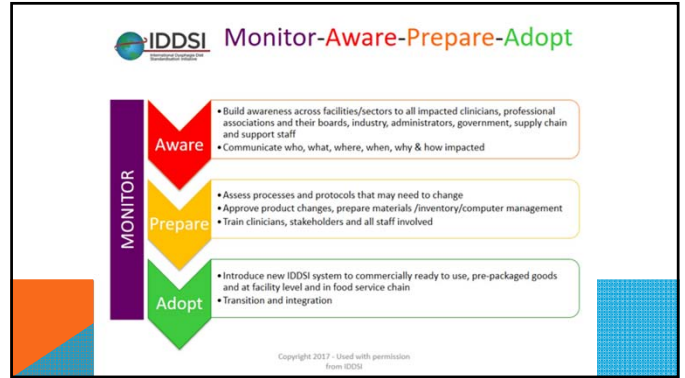 IDDSI
International Dysphagia Diet
Standardisation Initiative
Monitor-Aware-Prepare-Adopt
MONITOR
Aware
• Build awareness across facilities/sectors to all impacted clinicians, professional
associations and their boards, industry, administrators, government, supply chain
and support staff
• Communicate who, what, where, when, why & how impacted
Prepare
• Assess processes and protocols that may need to change
• Approve product changes, prepare materials /inventory/computer management
• Train clinicians, stakeholders and all staff involved
Adopt
• Introduce new IDDSI system to commercially ready to use, pre-packaged goods
and at facility level and in food service chain
• Transition and integration
Copyright 2017 - Used with permission
from IDDSI